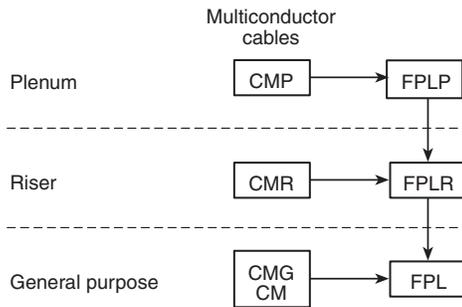 Multiconductor
cables
Plenum
CMP
FPLP
Riser
CMR
FPLR
General purpose
CMG
CM
FPL